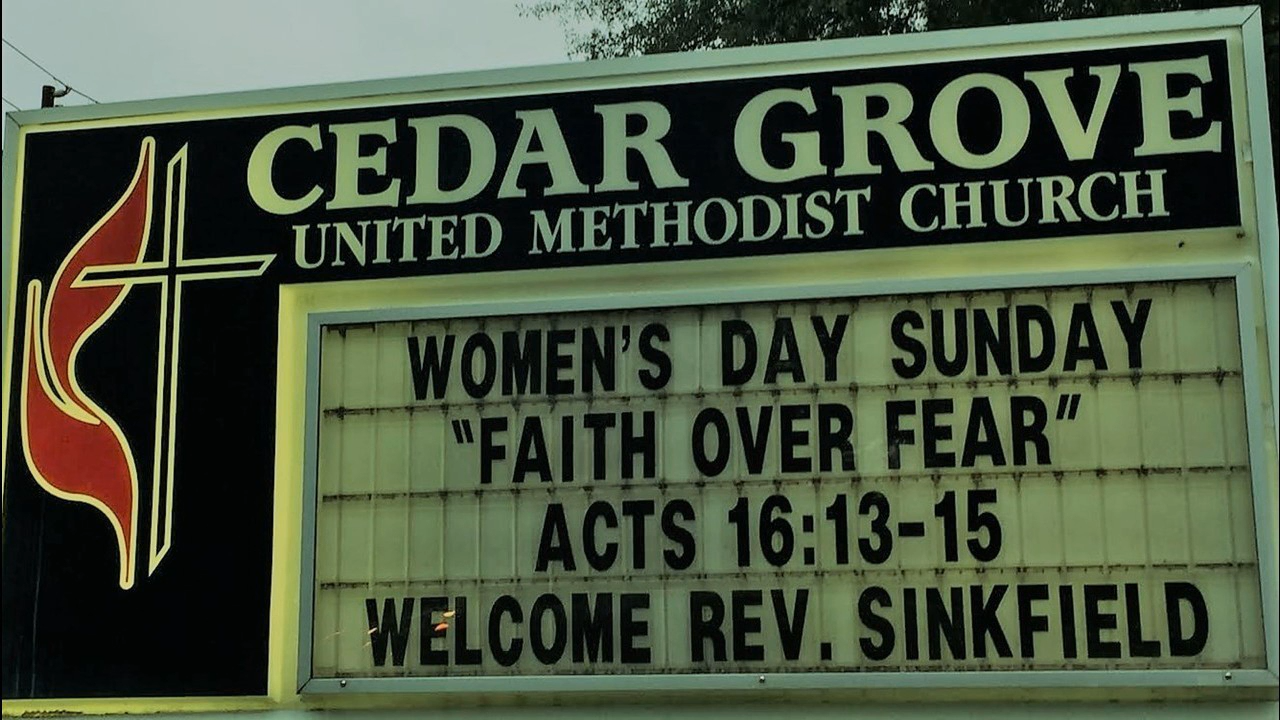 CEDAR GROVE
UNITED METHODIST CHURCH
WOMEN'S DAY SUNDAY
"FAITH OVER FEAR"
ACTS 16:13-15
WELCOME REV. SINKFIELD